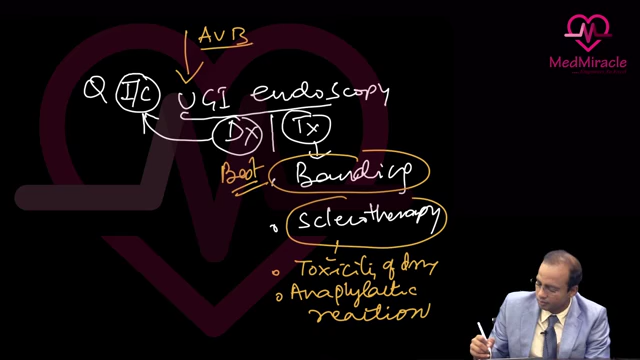 AVB
MedMiracle
Q I/C UGI endoscopy
Dx | Tx
Best • Banding
• Sclerotherapy
• Toxicity of drug
• Anaphylactic
reaction